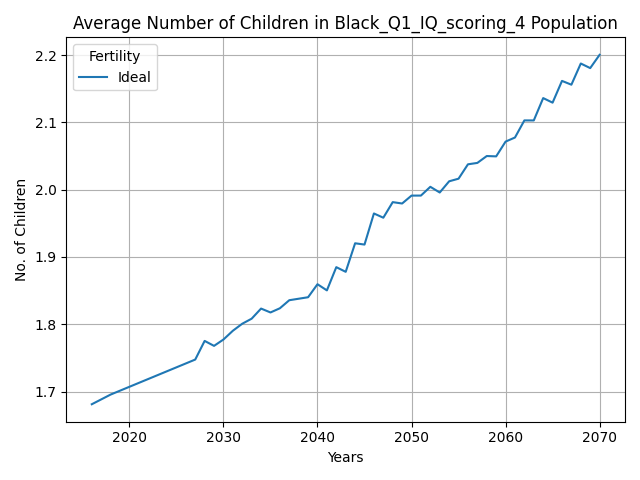 Average Number of Children in Black_Q1_IQ_scoring_4 Population
Fertility
Ideal
No. of Children
2.2
2.1
2.0
1.9
1.8
1.7
2020 2030 2040 2050 2060 2070
Years